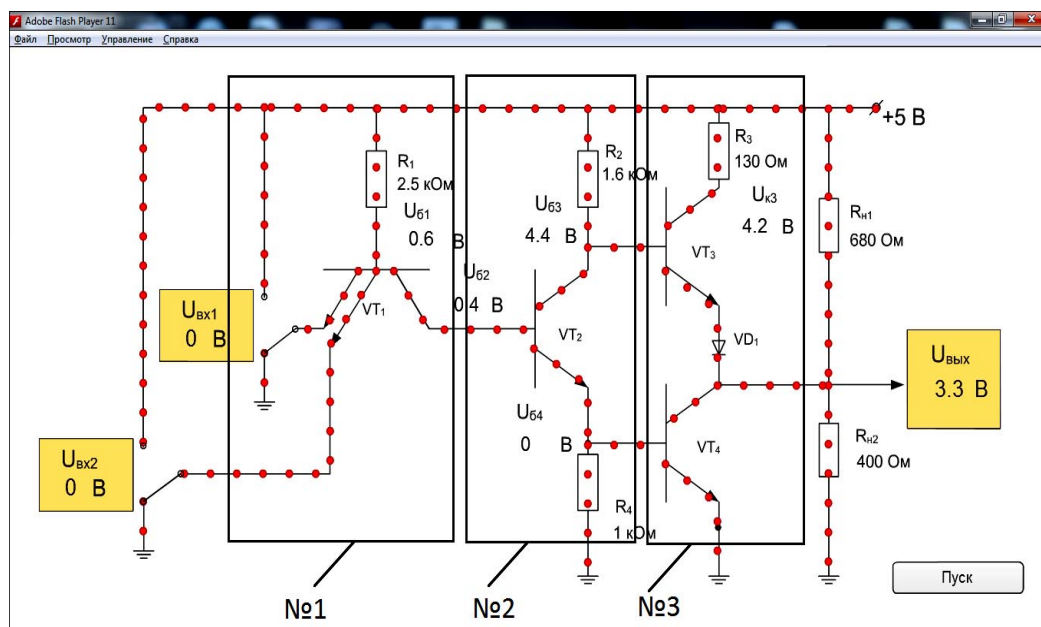 Adobe Flash Player 11
Файл Просмотр Управление Справка
+5 В
R₁
2.5 кОм
Uб1
0.6 В
R₂
1.6 кОм
Uб3
4.4 В
R₃
130 Ом
Uк3
4.2 В
Rн1
680 Ом
Uб2
0.4 В
Uвх1
0 В
VT₁
VT₂
VT₃
VD₁
Uвых
3.3 В
Uб4
0 В
VT₄
Rн2
400 Ом
Uвх2
0 В
R₄
1 кОм
Пуск
№1
№2
№3